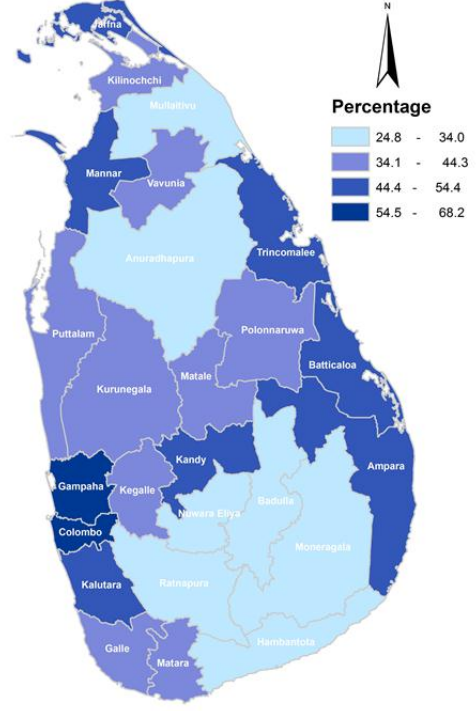 N
Jaffna
Kilinochchi
Mullaitivu
Percentage
24.8 - 34.0
34.1 - 44.3
44.4 - 54.4
54.5 - 68.2
Mannar
Vavunia
Anuradhapura
Trincomalee
Puttalam
Polonnaruwa
Batticaloa
Kurunegala
Matale
Kandy
Ampara
Gampaha
Kegalle
Nuwara Eliya
Badulla
Colombo
Moneragala
Kalutara
Ratnapura
Hambantota
Galle
Matara